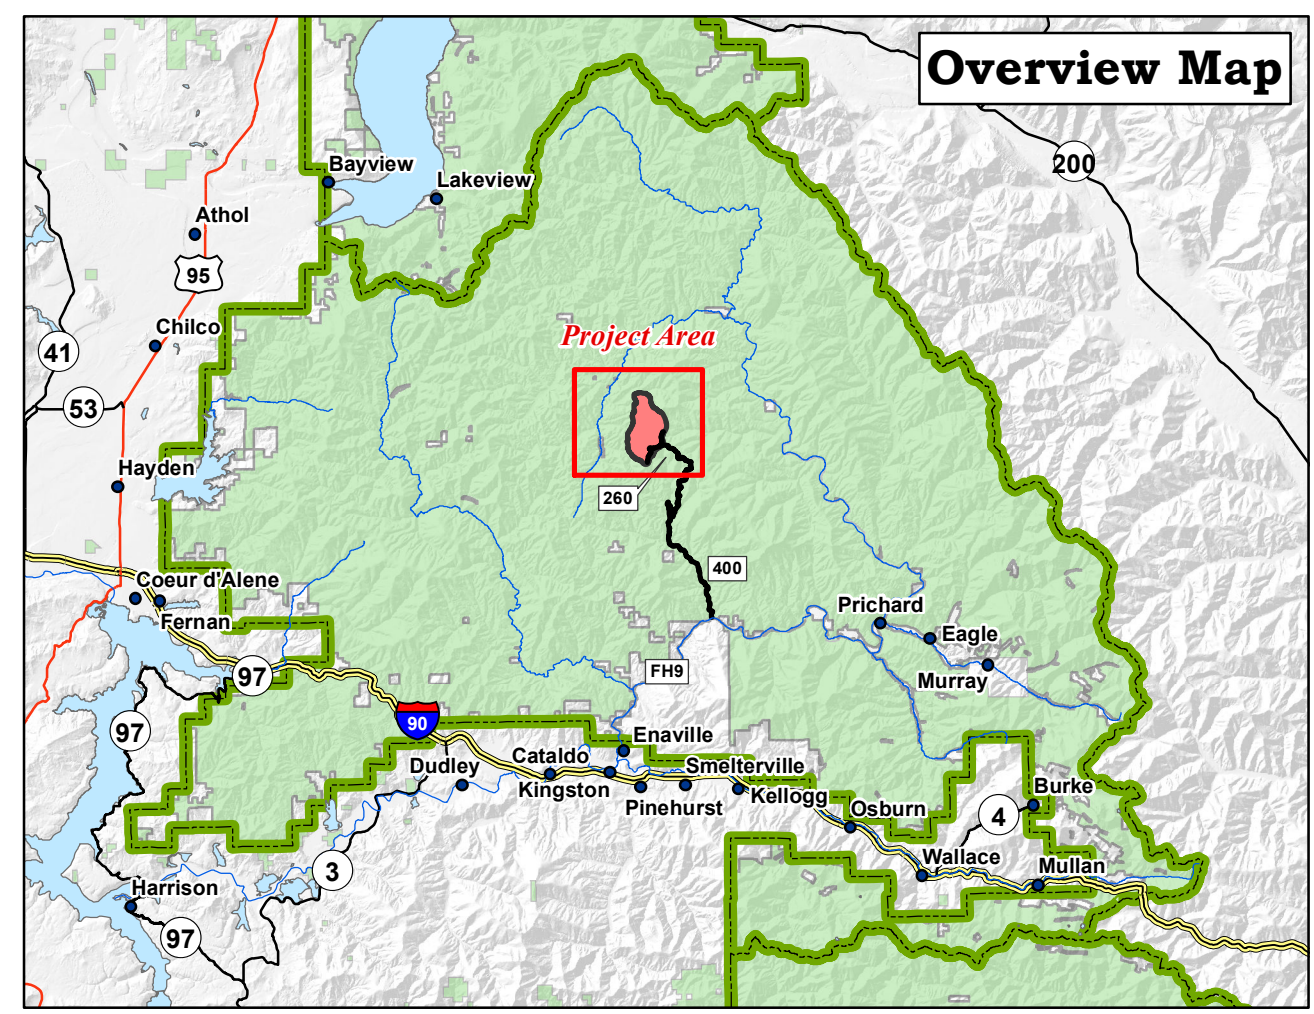 Overview Map
Bayview
200
Lakeview
Athol
95
Chilco
Project Area
41
53
Hayden
260
400
Coeur d'Alene
Prichard
Fernan
Eagle
97
FH9
Murray
90
97
Enaville
Cataldo
Dudley
Smelterville
Kingston
Burke
Pinehurst
Kellogg
Osburn
4
Wallace
Mullan
3
Harrison
97